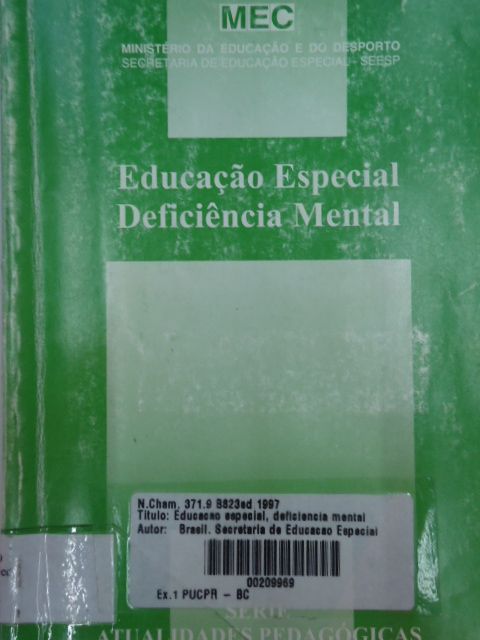 MEC
MINISTÉRIO DA EDUCAÇÃO E DO DESPORTO
SECRETARIA DE EDUCAÇÃO ESPECIAL - SEESP
Educação Especial
Deficiência Mental
N.Cham. 371.9 B823ed 1997
Título: Educacao especial, deficiencia mental
Autor: Brasil. Secretaria de Educacao Especial
00209969
Ex.1 PUCPR - BC
SÉRIE
ATUALIDADES PEDAGÓGICAS